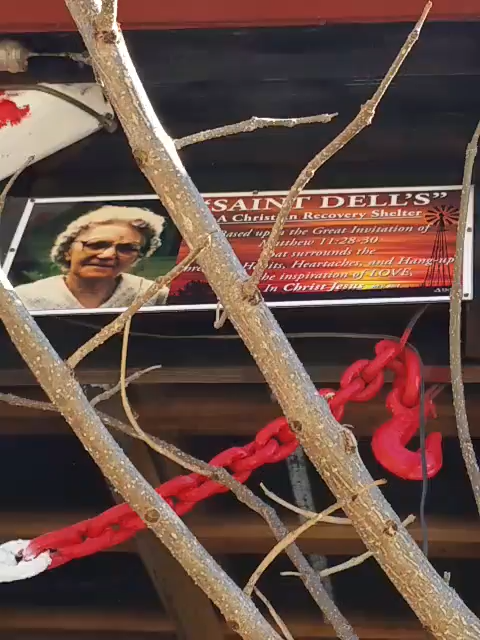 "SAINT DELL'S"
A Christian Recovery Shelter
Based upon the Great Invitation of
Matthew 11:28-30
that surrounds the
Habits, Heartaches, and Hang-up
the inspiration of LOVE,
In Christ Jesus